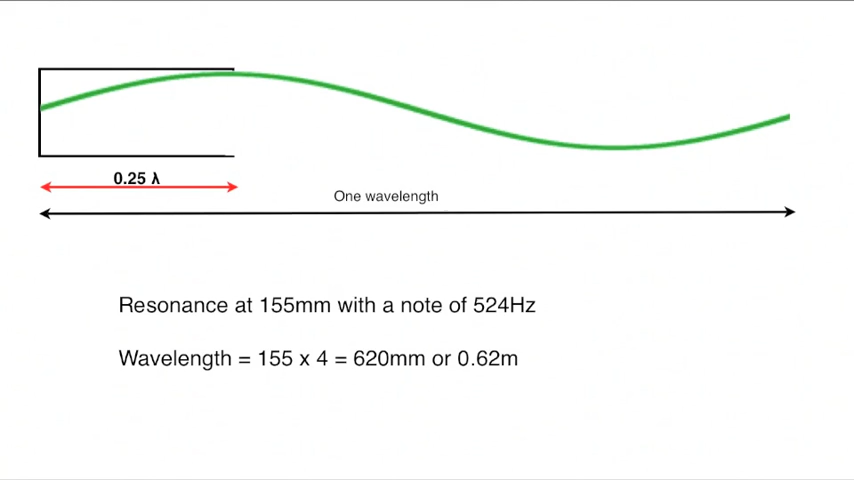 0.25 λ
One wavelength
Resonance at 155mm with a note of 524Hz
Wavelength = 155 x 4 = 620mm or 0.62m